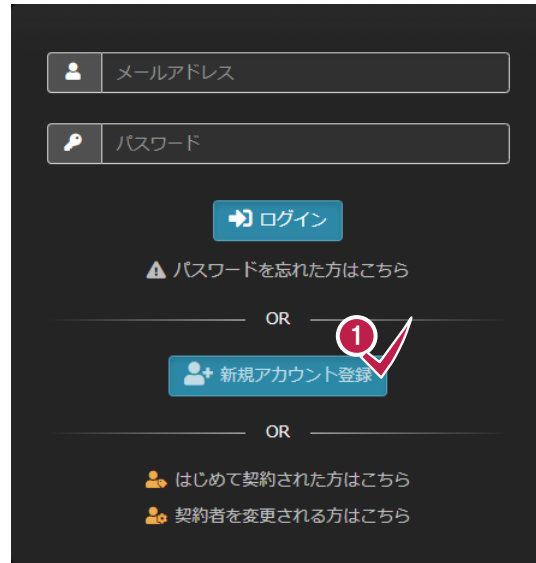 メールアドレス
パスワード
ログイン
パスワードを忘れた方はこちら
OR
1
新規アカウント登録
OR
はじめて契約された方はこちら
契約者を変更される方はこちら